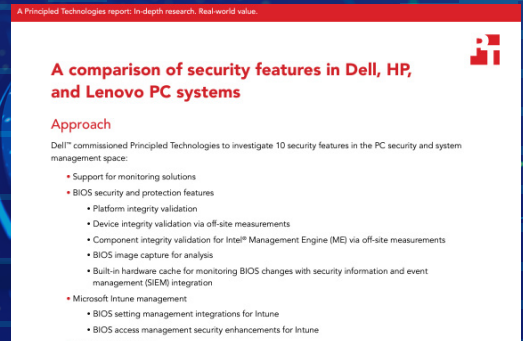 A Principled Technologies report: In-depth research. Real-world value.
PT
A comparison of security features in Dell, HP,
and Lenovo PC systems
Approach
Dell™ commissioned Principled Technologies to investigate 10 security features in the PC security and system
management space:
• Support for monitoring solutions
• BIOS security and protection features
• Platform integrity validation
• Device integrity validation via off-site measurements
• Component integrity validation for Intel® Management Engine (ME) via off-site measurements
• BIOS image capture for analysis
• Built-in hardware cache for monitoring BIOS changes with security information and event
management (SIEM) integration
• Microsoft Intune management
• BIOS setting management integrations for Intune
• BIOS access management security enhancements for Intune